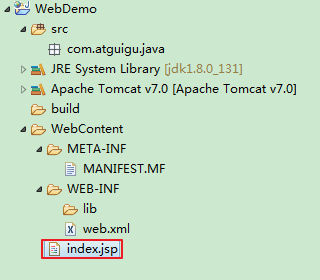 WebDemo
src
com.atguigu.java
JRE System Library [jdk1.8.0_131]
Apache Tomcat v7.0 [Apache Tomcat v7.0]
build
WebContent
META-INF
MANIFEST.MF
WEB-INF
lib
web.xml
index.jsp